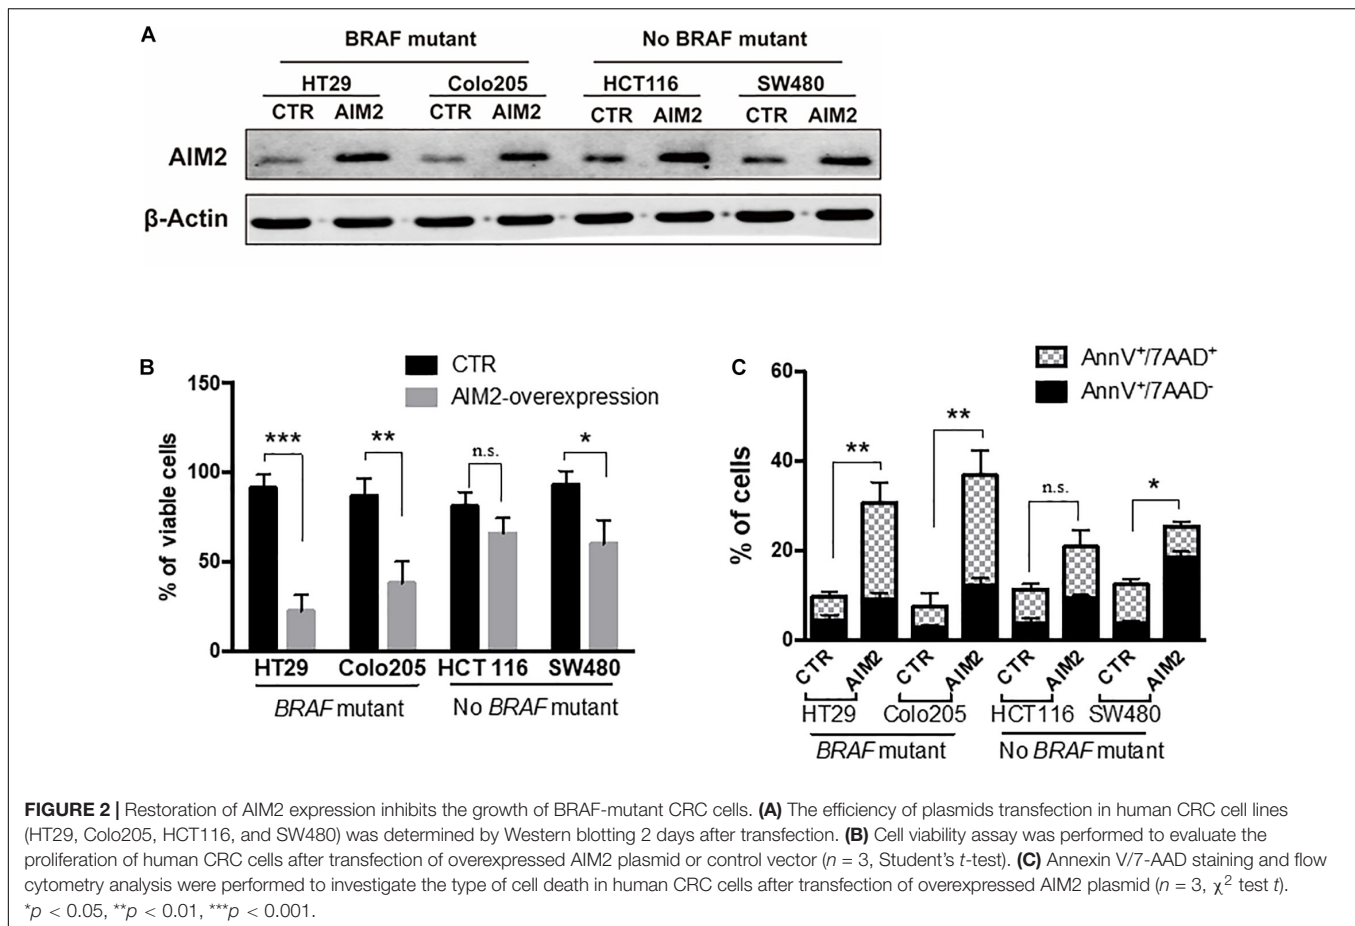 A
BRAF mutant No BRAF mutant
HT29 Colo205 HCT116 SW480
CTR AIM2 CTR AIM2 CTR AIM2 CTR AIM2
AIM2
β-Actin
B
CTR
AIM2-overexpression
% of viable cells
150
100
50
0
*** ** n.s. *
HT29 Colo205 HCT 116 SW480
BRAF mutant No BRAF mutant
C
AnnV⁺/7AAD⁺
AnnV⁺/7AAD⁻
% of cells
60
40
20
0
** ** n.s. *
CTR AIM2 CTR AIM2 CTR AIM2 CTR AIM2
HT29 Colo205 HCT116 SW480
BRAF mutant No BRAF mutant
FIGURE 2 | Restoration of AIM2 expression inhibits the growth of BRAF-mutant CRC cells. (A) The efficiency of plasmids transfection in human CRC cell lines
(HT29, Colo205, HCT116, and SW480) was determined by Western blotting 2 days after transfection. (B) Cell viability assay was performed to evaluate the
proliferation of human CRC cells after transfection of overexpressed AIM2 plasmid or control vector (n = 3, Student's t-test). (C) Annexin V/7-AAD staining and flow
cytometry analysis were performed to investigate the type of cell death in human CRC cells after transfection of overexpressed AIM2 plasmid (n = 3, χ² test t).
*p < 0.05, **p < 0.01, ***p < 0.001.